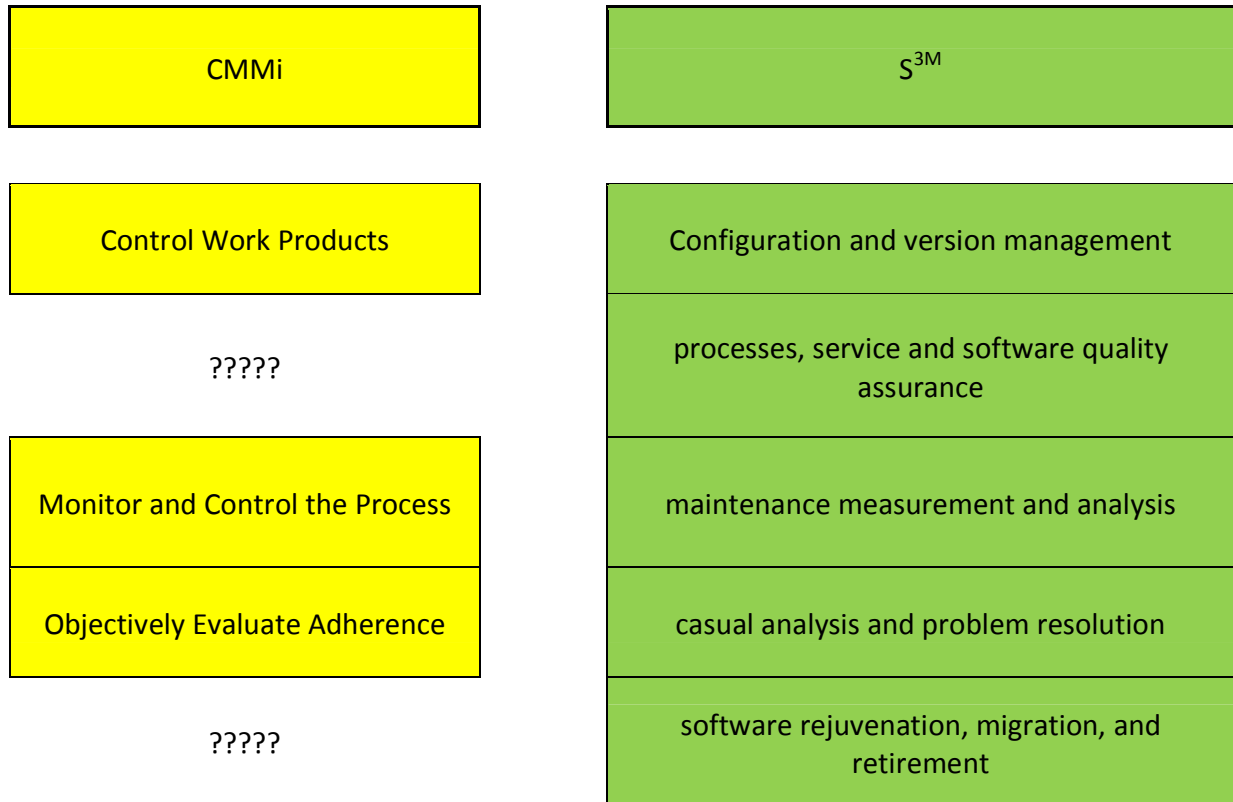 CMMi
S3M
Control Work Products
Configuration and version management
?????
processes, service and software quality
assurance
Monitor and Control the Process
maintenance measurement and analysis
Objectively Evaluate Adherence
casual analysis and problem resolution
?????
software rejuvenation, migration, and
retirement